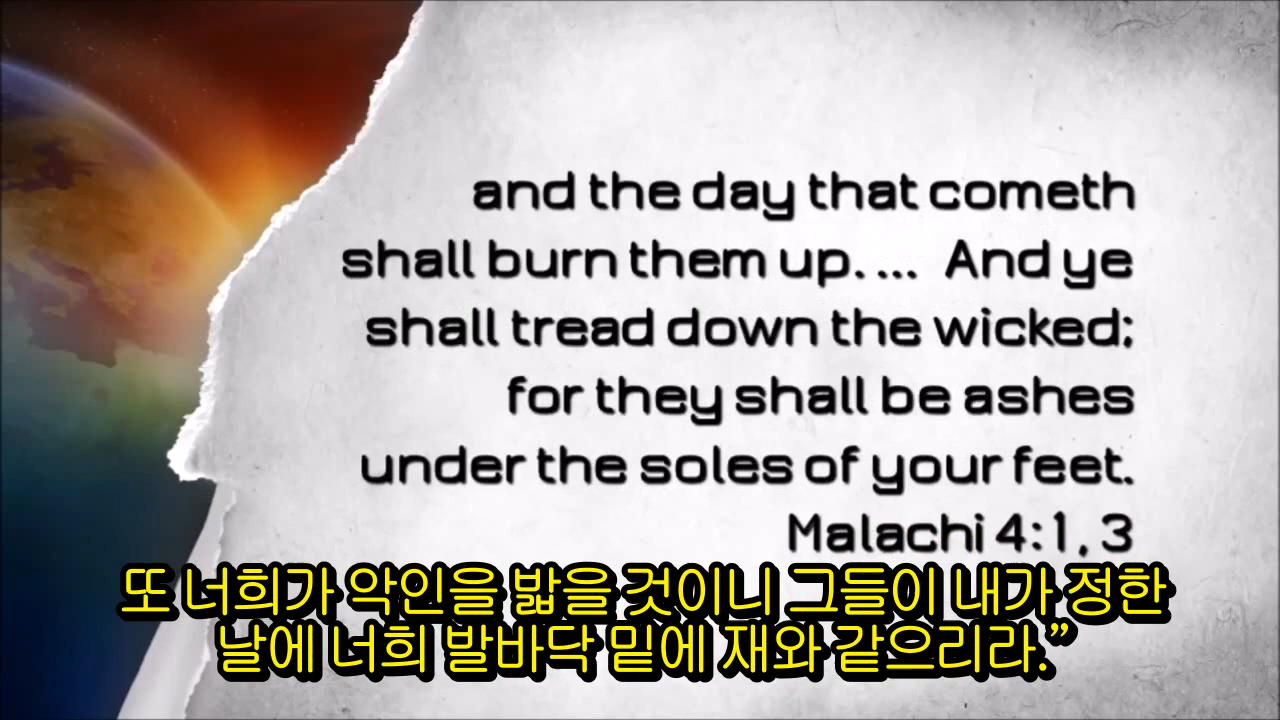 and the day that cometh
shall burn them up. ... And ye
shall tread down the wicked;
for they shall be ashes
under the soles of your feet.
Malachi 4:1, 3
또 너희가 악인을 밟을 것이니 그들이 내가 정한
날에 너희 발바닥 밑에 재와 같으리라.”